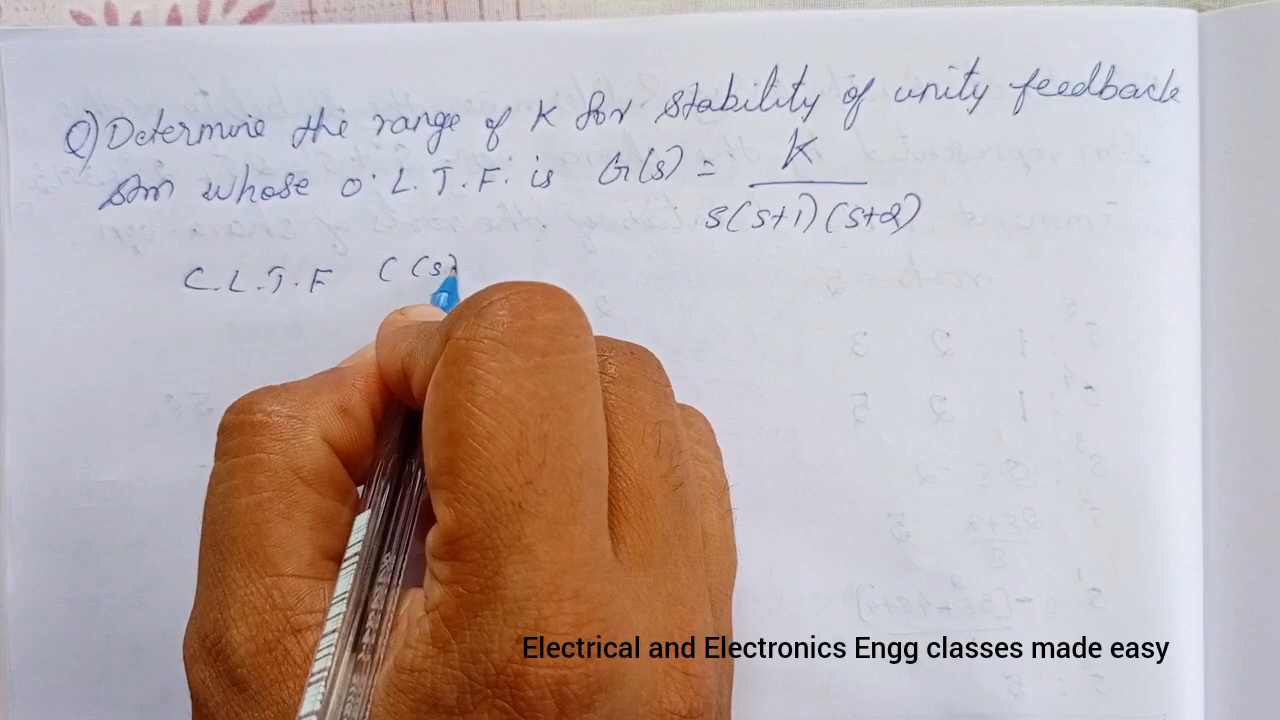 Q) Determine the range of K for stability of unity feedback
s/m whose O.L.T.F. is G(s) = K
s(s+1)(s+2)
C.L.T.F C(s)
Electrical and Electronics Engg classes made easy